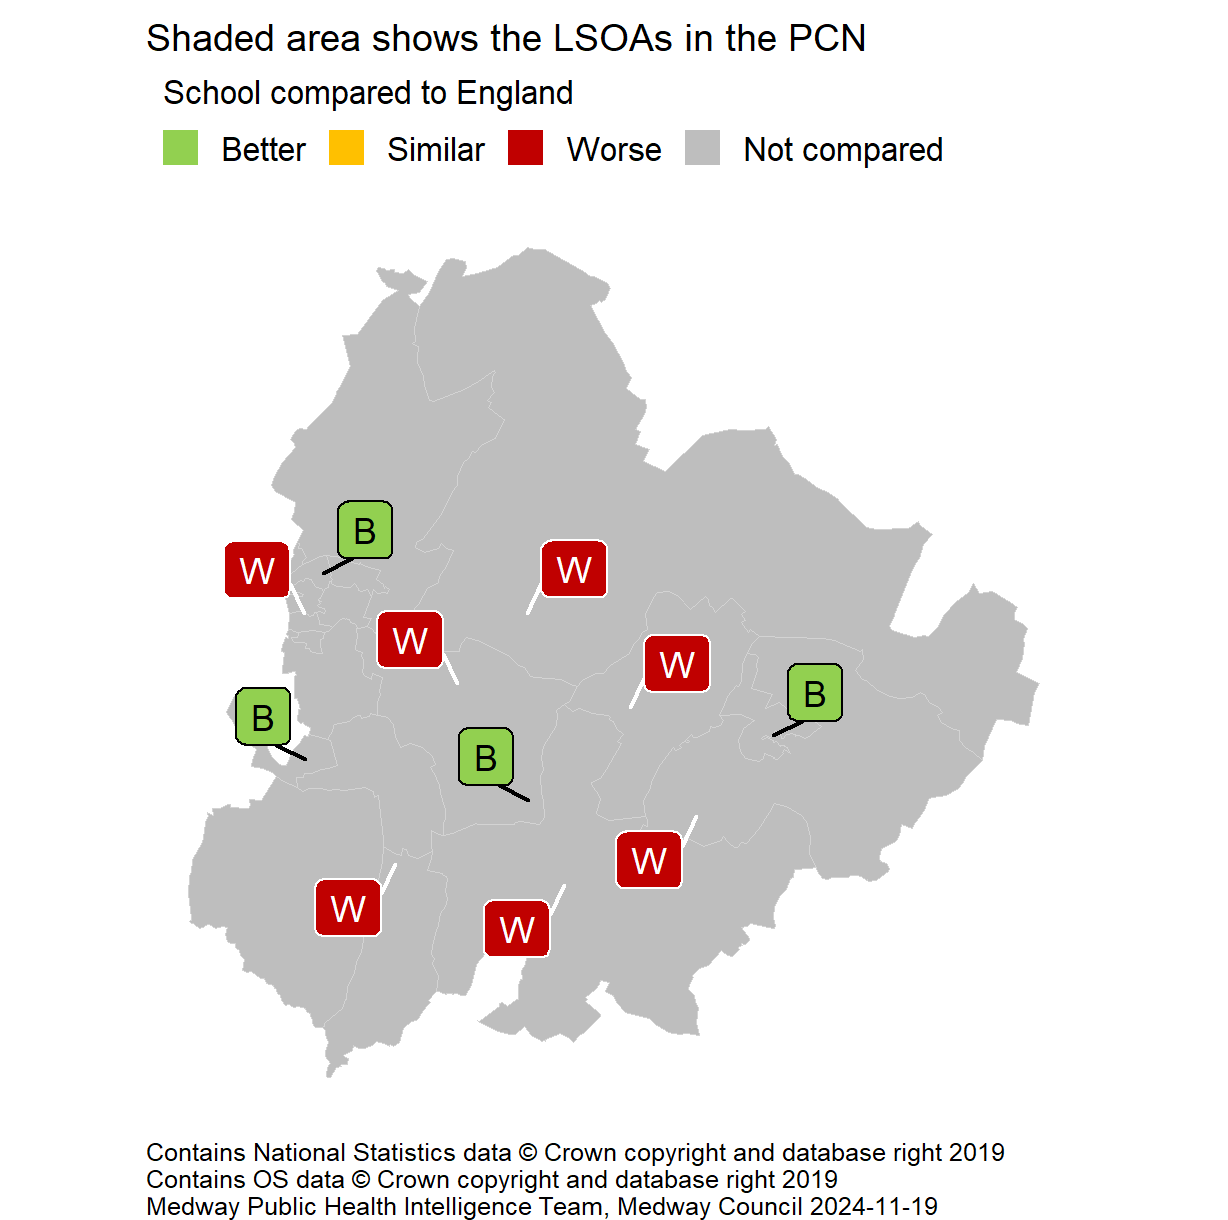 Shaded area shows the LSOAs in the PCN
School compared to England
Better Similar Worse Not compared
B
W
W
W
W
B
B
B
W
W
W
Contains National Statistics data © Crown copyright and database right 2019
Contains OS data © Crown copyright and database right 2019
Medway Public Health Intelligence Team, Medway Council 2024-11-19